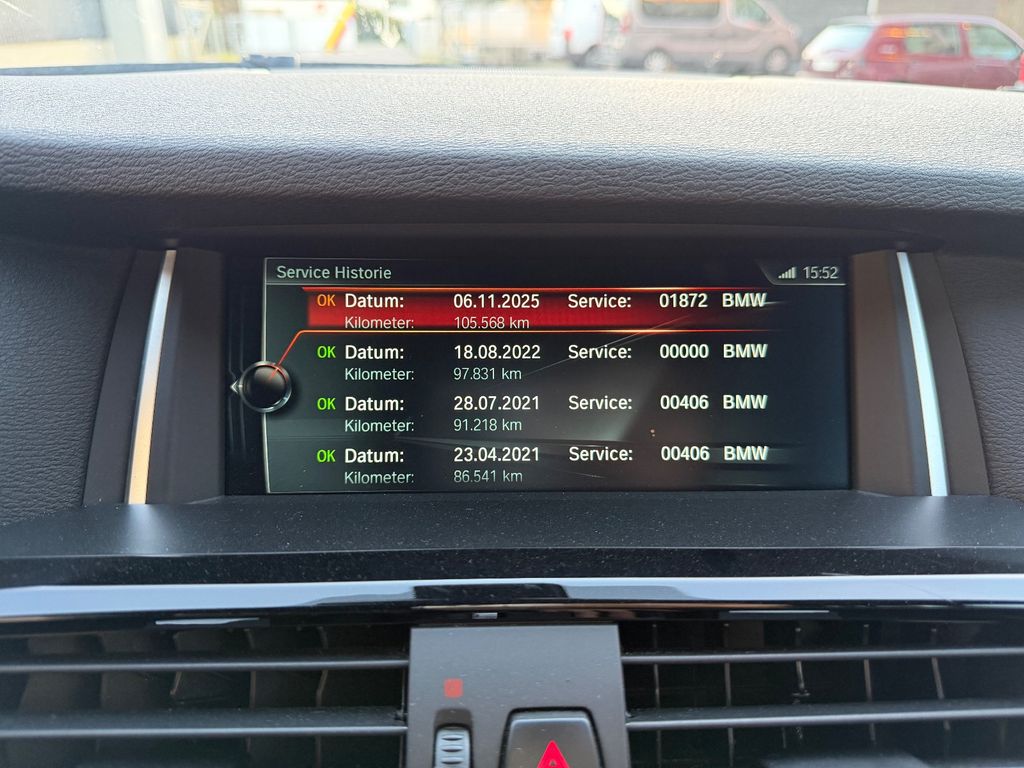 Service Historie 15:52
OK Datum: 06.11.2025 Service: 01872 BMW
Kilometer: 105.568 km
OK Datum: 18.08.2022 Service: 00000 BMW
Kilometer: 97.831 km
OK Datum: 28.07.2021 Service: 00406 BMW
Kilometer: 91.218 km
OK Datum: 23.04.2021 Service: 00406 BMW
Kilometer: 86.541 km